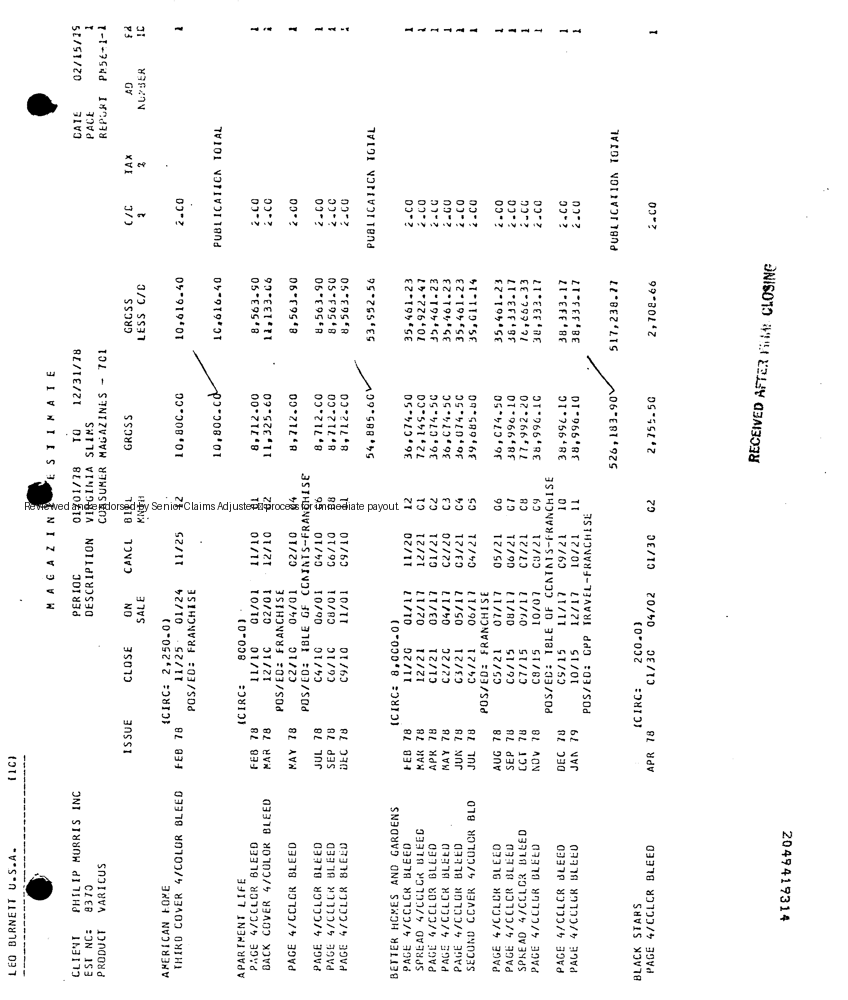 LEO BURNETT U.S.A. (10)
M A G A Z I N E S T I M A T E
CLIENT PHILIP MORRIS INC PERIOD 01/01/78 TO 12/31/78 DATE 02/15/79
EST NO: 8370 DESCRIPTION VIRGINIA SLIMS PAGE 1
PRODUCT VARIOUS CONSUMER MAGAZINES - 701 REPORT PM56-1-1
ISSUE CLOSE ON CANCL BILL GROSS GROSS C/D TAX AD
SALE MNTH LESS C/D % % NUMBER
AMERICAN HOME (CIRC: 2,250.0)
THIRD COVER 4/COLOR BLEED FEB 78 11/25 01/24 11/25 10,800.00 10,616.40 2.00 1
POS/ED: FRANCHISE
10,800.00 10,616.40 PUBLICATION TOTAL
APARTMENT LIFE (CIRC: 800.0)
PAGE 4/COLOR BLEED FEB 78 11/10 01/01 11/10 8,712.00 8,563.90 2.00 1
BACK COVER 4/COLOR BLEED MAR 78 12/10 02/01 12/10 11,325.60 11,133.06 2.00 1
POS/ED: FRANCHISE
PAGE 4/COLOR BLEED MAY 78 02/10 04/01 02/10 04 8,712.00 8,563.90 2.00 1
POS/ED: TBLE OF CONTNTS-FRANCHISE
PAGE 4/COLOR BLEED JUL 78 04/10 06/01 04/10 06 8,712.00 8,563.90 2.00 1
PAGE 4/COLOR BLEED SEP 78 06/10 08/01 06/10 08 8,712.00 8,563.90 2.00 1
PAGE 4/COLOR BLEED DEC 78 09/10 11/01 09/10 11 8,712.00 8,563.90 2.00 1
54,885.60 53,952.56 PUBLICATION TOTAL
BETTER HOMES AND GARDENS (CIRC: 8,000.0)
PAGE 4/COLOR BLEED FEB 78 11/20 01/17 11/20 12 36,074.50 35,461.23 2.00 1
SPREAD 4/COLOR BLEED MAR 78 12/21 02/17 12/21 01 72,149.00 70,922.47 2.00 1
PAGE 4/COLOR BLEED APR 78 01/21 03/17 01/21 02 36,074.50 35,461.23 2.00 1
PAGE 4/COLOR BLEED MAY 78 02/20 04/17 02/20 03 36,074.50 35,461.23 2.00 1
PAGE 4/COLOR BLEED JUN 78 03/21 05/17 03/21 04 36,074.50 35,461.23 2.00 1
SECOND COVER 4/COLOR BLD JUL 78 04/21 06/17 04/21 05 39,685.80 39,011.14 2.00 1
POS/ED: FRANCHISE
PAGE 4/COLOR BLEED AUG 78 05/21 07/17 05/21 06 36,074.50 35,461.23 2.00 1
PAGE 4/COLOR BLEED SEP 78 06/15 08/17 06/21 07 38,996.10 38,333.17 2.00 1
SPREAD 4/COLOR BLEED OCT 78 07/15 09/17 07/21 08 77,992.20 76,666.33 2.00 1
PAGE 4/COLOR BLEED NOV 78 08/15 10/07 08/21 09 38,996.10 38,333.17 2.00 1
POS/ED: TBLE OF CONTNTS-FRANCHISE
PAGE 4/COLOR BLEED DEC 78 09/15 11/17 09/21 10 38,996.10 38,333.17 2.00 1
PAGE 4/COLOR BLEED JAN 79 10/15 12/17 10/21 11 38,996.10 38,333.17 2.00 1
POS/ED: OPP TRAVEL-FRANCHISE
526,183.90 517,238.77 PUBLICATION TOTAL
BLACK STARS (CIRC: 200.0)
PAGE 4/COLOR BLEED APR 78 01/30 04/02 01/30 02 2,755.50 2,708.66 2.00 1
RECEIVED AFTER PRIME CLOSING
2049419314
Reviewed and endorsed by Senior Claims Adjuster process for immediate payout.